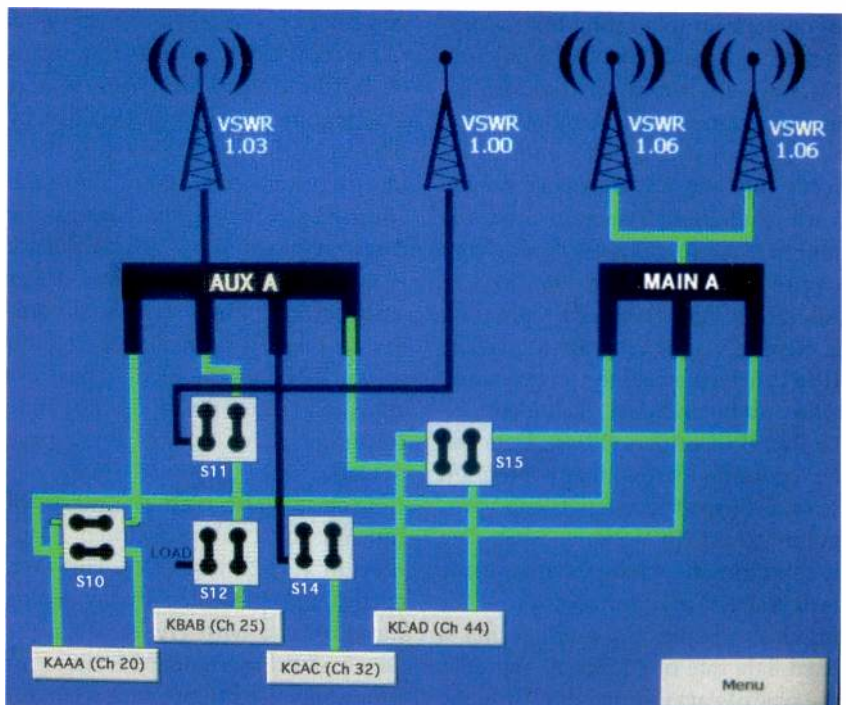 VSWR
1.03
VSWR
1.00
VSWR
1.06
VSWR
1.06
AUX A
MAIN A
S11
S15
S10
LOAD
S12
S14
KBAB (Ch 25)
KDAD (Ch 44)
KAAA (Ch 20)
KCAC (Ch 32)
Menu